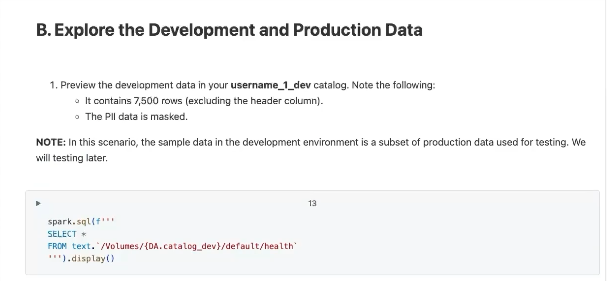 B. Explore the Development and Production Data
1. Preview the development data in your username_1_dev catalog. Note the following:
It contains 7,500 rows (excluding the header column).
The PII data is masked.
NOTE: In this scenario, the sample data in the development environment is a subset of production data used for testing. We
will testing later.
13
spark.sql(f'''
SELECT *
FROM text.`/Volumes/{DA.catalog_dev}/default/health`
''').display()